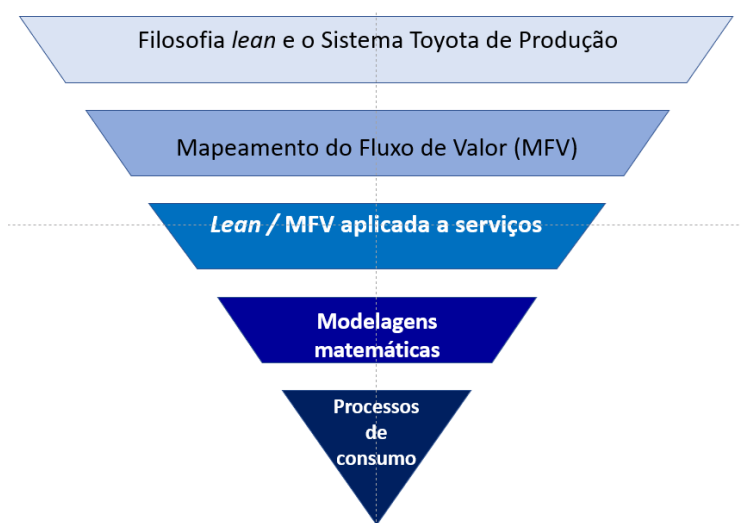 Filosofia lean e o Sistema Toyota de Produção
Mapeamento do Fluxo de Valor (MFV)
Lean / MFV aplicada a serviços
Modelagens
matemáticas
Processos
de
consumo